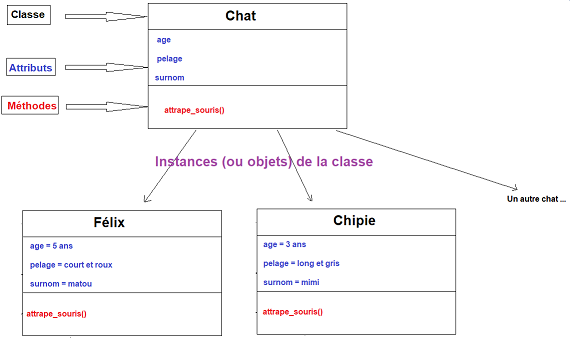 Classe
Chat
age
Attributs
pelage
surnom
Méthodes
attrape_souris()
Instances (ou objets) de la classe
Un autre chat ...
Félix
age = 5 ans
pelage = court et roux
surnom = matou
attrape_souris()
Chipie
age = 3 ans
pelage = long et gris
surnom = mimi
attrape_souris()